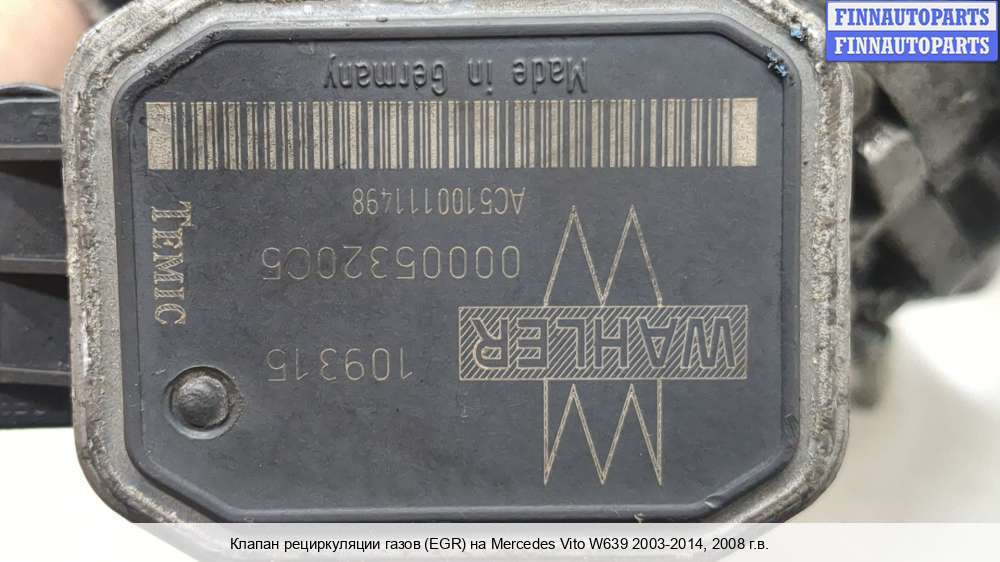 FINNAUTOPARTS
FINNAUTOPARTS
Made in Germany
AC5100111498
TEMIC
00005320C5
WAHLER
109315
Клапан рециркуляции газов (EGR) на Mercedes Vito W639 2003-2014, 2008 г.в.